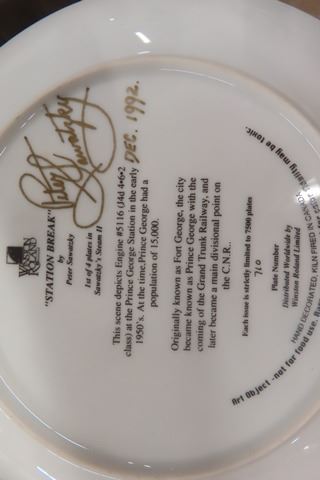 WINSTON
ROLAND
"STATION BREAK"
by
Peter Sawatzky
1st of 4 plates in
Sawatzky's Steam II
Peter Sawatzky
DEC. 1992.
This scene depicts Engine #5116 (J4d 4•6•2
class) at the Prince George Station in the early
1950's. At the time, Prince George had a
population of 15,000.
Originally known as Fort George, the city
became known as Prince George with the
coming of the Grand Trunk Railway, and
later became a main divisional point on
the C.N.R.
Each issue is strictly limited to 7500 plates
710
Plate Number
Distributed Worldwide by
Winston Roland Limited
HAND DECORATED, KILN FIRED IN CANADA
Art Object - not for food use.
may be toxic.